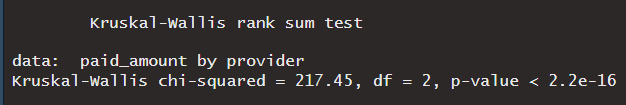 Kruskal-Wallis rank sum test
data:  paid_amount by provider
Kruskal-Wallis chi-squared = 217.45, df = 2, p-value < 2.2e-16